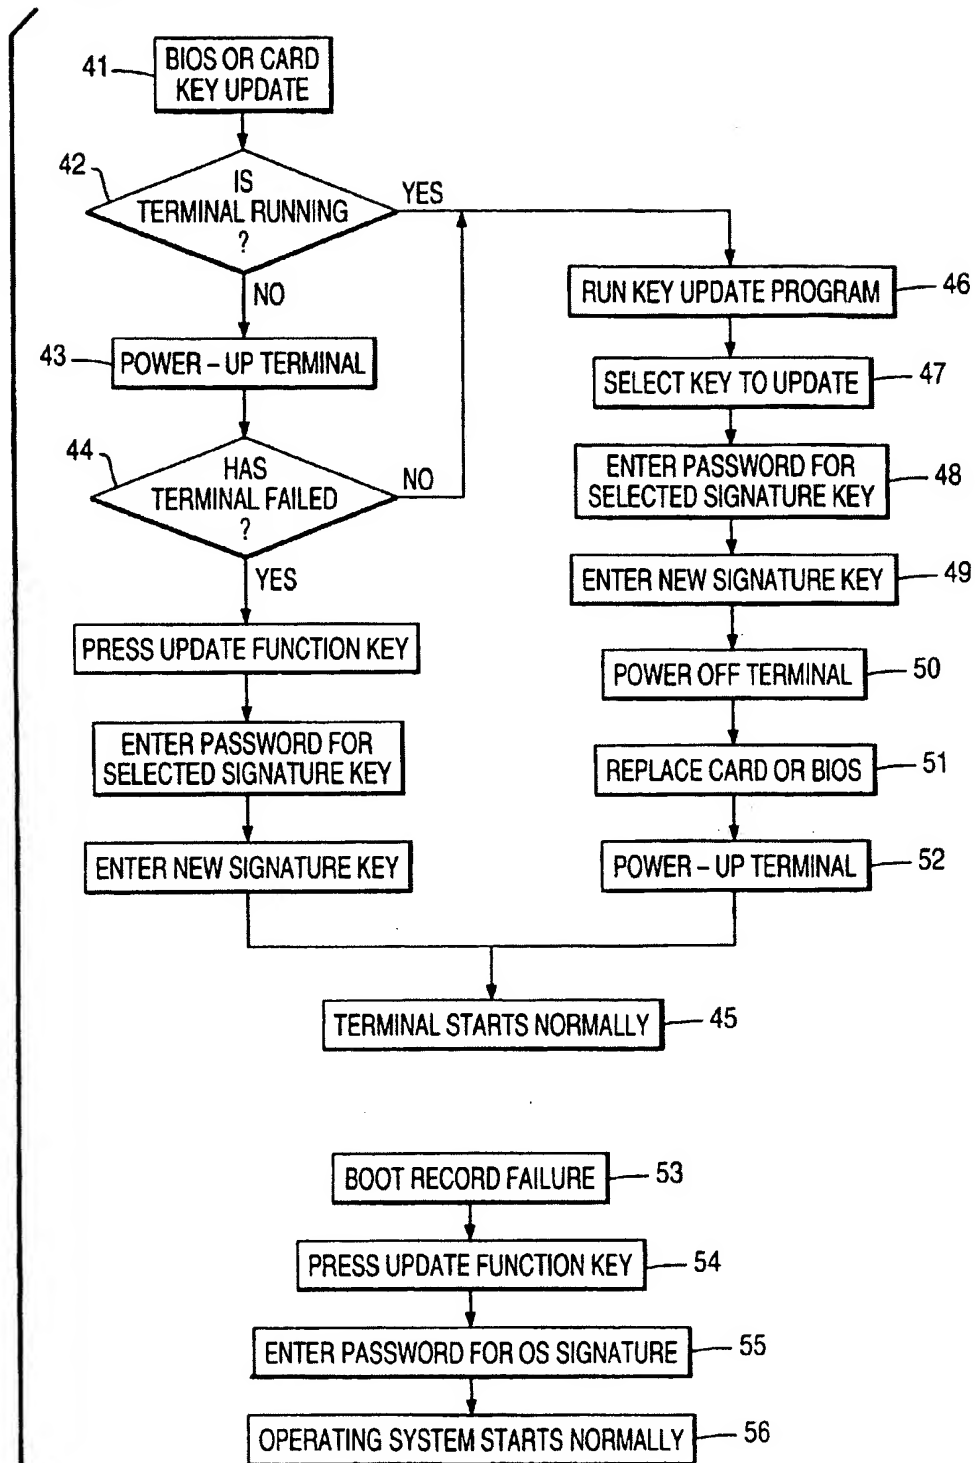 41
BIOS OR CARD
KEY UPDATE
42
IS
TERMINAL RUNNING
?
YES
NO
43
POWER – UP TERMINAL
44
HAS
TERMINAL FAILED
?
NO
YES
PRESS UPDATE FUNCTION KEY
ENTER PASSWORD FOR
SELECTED SIGNATURE KEY
ENTER NEW SIGNATURE KEY
RUN KEY UPDATE PROGRAM
46
SELECT KEY TO UPDATE
47
ENTER PASSWORD FOR
SELECTED SIGNATURE KEY
48
ENTER NEW SIGNATURE KEY
49
POWER OFF TERMINAL
50
REPLACE CARD OR BIOS
51
POWER – UP TERMINAL
52
TERMINAL STARTS NORMALLY
45
BOOT RECORD FAILURE
53
PRESS UPDATE FUNCTION KEY
54
ENTER PASSWORD FOR OS SIGNATURE
55
OPERATING SYSTEM STARTS NORMALLY
56